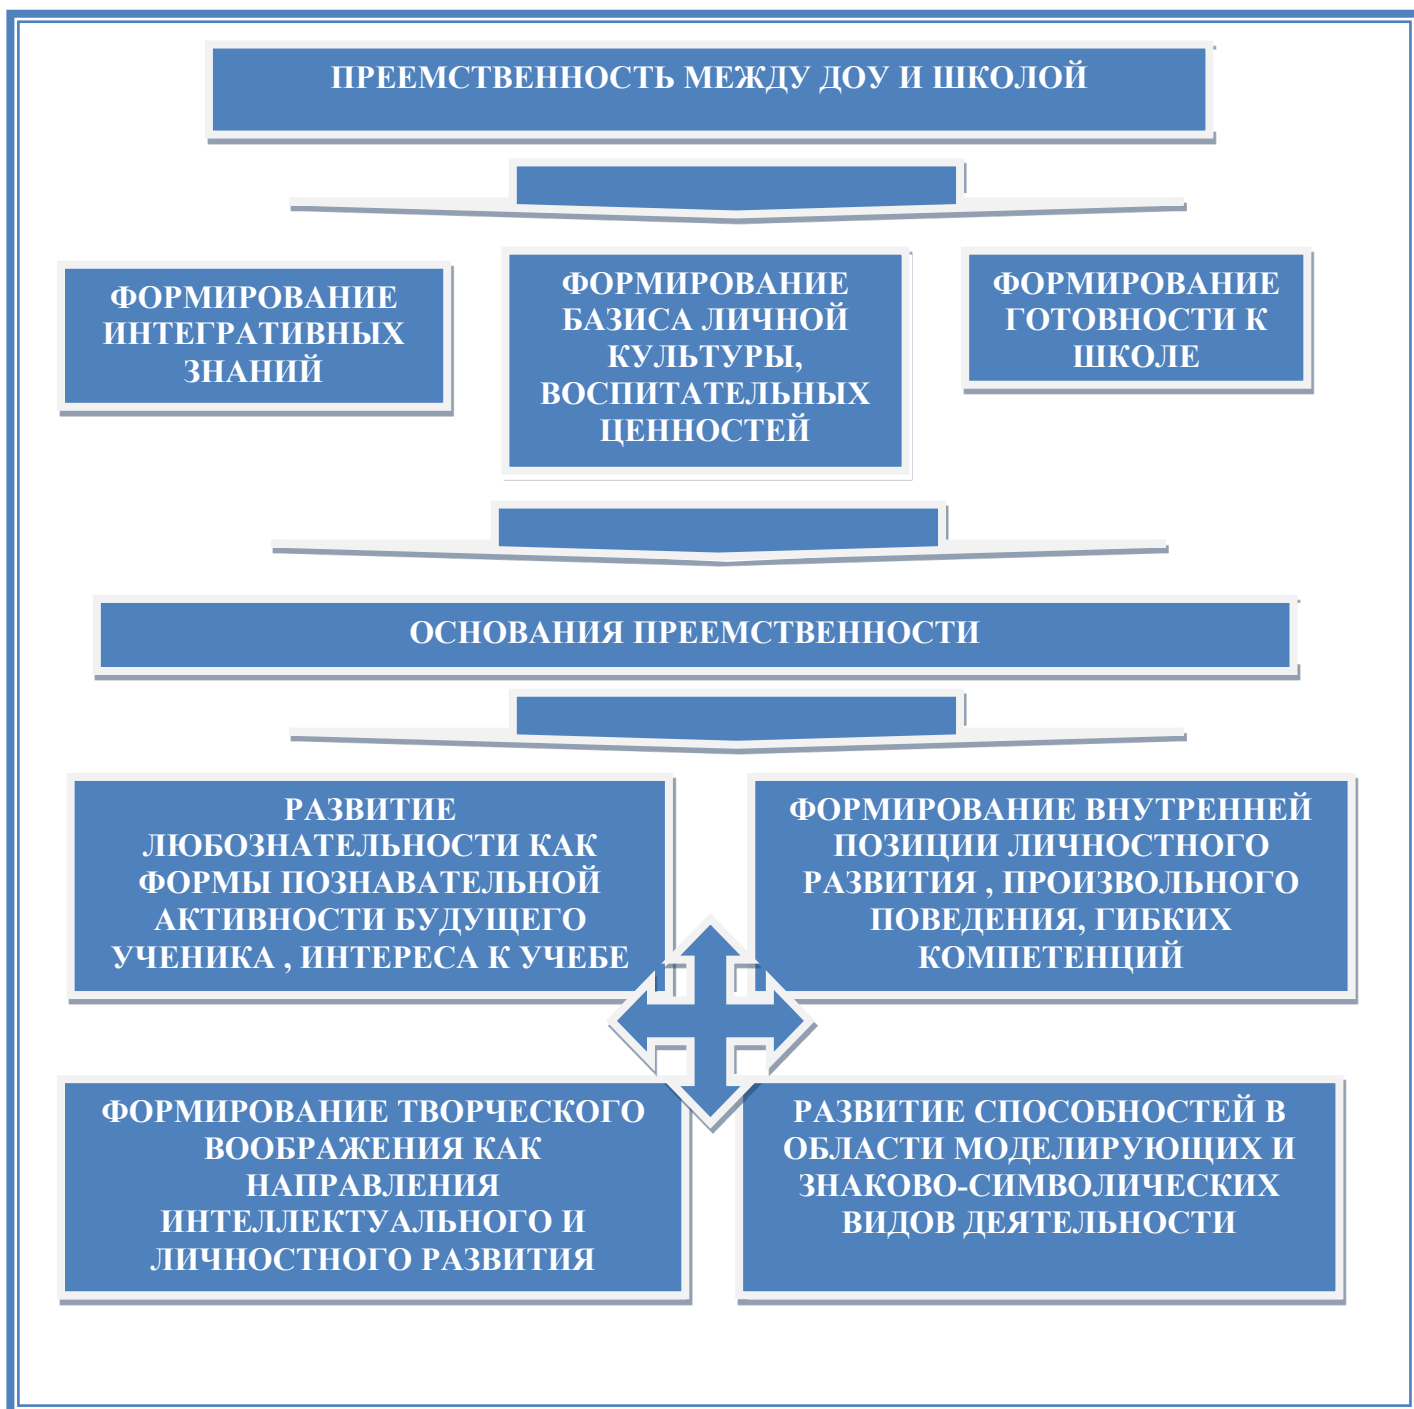 ПРЕЕМСТВЕННОСТЬ МЕЖДУ ДОУ И ШКОЛОЙ
ФОРМИРОВАНИЕ
ИНТЕГРАТИВНЫХ
ЗНАНИЙ
ФОРМИРОВАНИЕ
БАЗИСА ЛИЧНОЙ
КУЛЬТУРЫ,
ВОСПИТАТЕЛЬНЫХ
ЦЕННОСТЕЙ
ФОРМИРОВАНИЕ
ГОТОВНОСТИ К
ШКОЛЕ
ОСНОВАНИЯ ПРЕЕМСТВЕННОСТИ
РАЗВИТИЕ
ЛЮБОЗНАТЕЛЬНОСТИ КАК
ФОРМЫ ПОЗНАВАТЕЛЬНОЙ
АКТИВНОСТИ БУДУЩЕГО
УЧЕНИКА , ИНТЕРЕСА К УЧЕБЕ
ФОРМИРОВАНИЕ ВНУТРЕННЕЙ
ПОЗИЦИИ ЛИЧНОСТНОГО
РАЗВИТИЯ , ПРОИЗВОЛЬНОГО
ПОВЕДЕНИЯ, ГИБКИХ
КОМПЕТЕНЦИЙ
ФОРМИРОВАНИЕ ТВОРЧЕСКОГО
ВООБРАЖЕНИЯ КАК
НАПРАВЛЕНИЯ
ИНТЕЛЛЕКТУАЛЬНОГО И
ЛИЧНОСТНОГО РАЗВИТИЯ
РАЗВИТИЕ СПОСОБНОСТЕЙ В
ОБЛАСТИ МОДЕЛИРУЮЩИХ И
ЗНАКОВО-СИМВОЛИЧЕСКИХ
ВИДОВ ДЕЯТЕЛЬНОСТИ